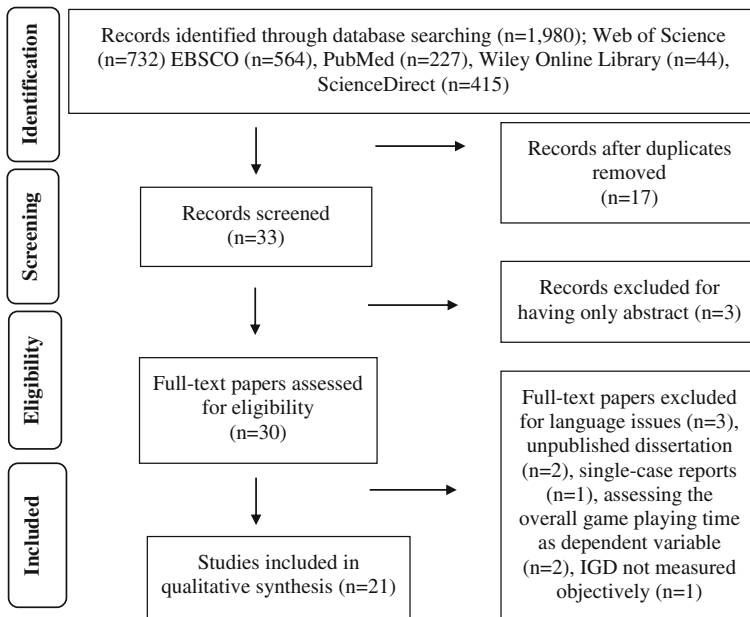 Identification
Records identified through database searching (n=1,980); Web of Science
(n=732) EBSCO (n=564), PubMed (n=227), Wiley Online Library (n=44),
ScienceDirect (n=415)
Records after duplicates
removed
(n=17)
Screening
Records screened
(n=33)
Records excluded for
having only abstract (n=3)
Eligibility
Full-text papers assessed
for eligibility
(n=30)
Full-text papers excluded
for language issues (n=3),
unpublished dissertation
(n=2), single-case reports
(n=1), assessing the
overall game playing time
as dependent variable
(n=2), IGD not measured
objectively (n=1)
Included
Studies included in
qualitative synthesis (n=21)